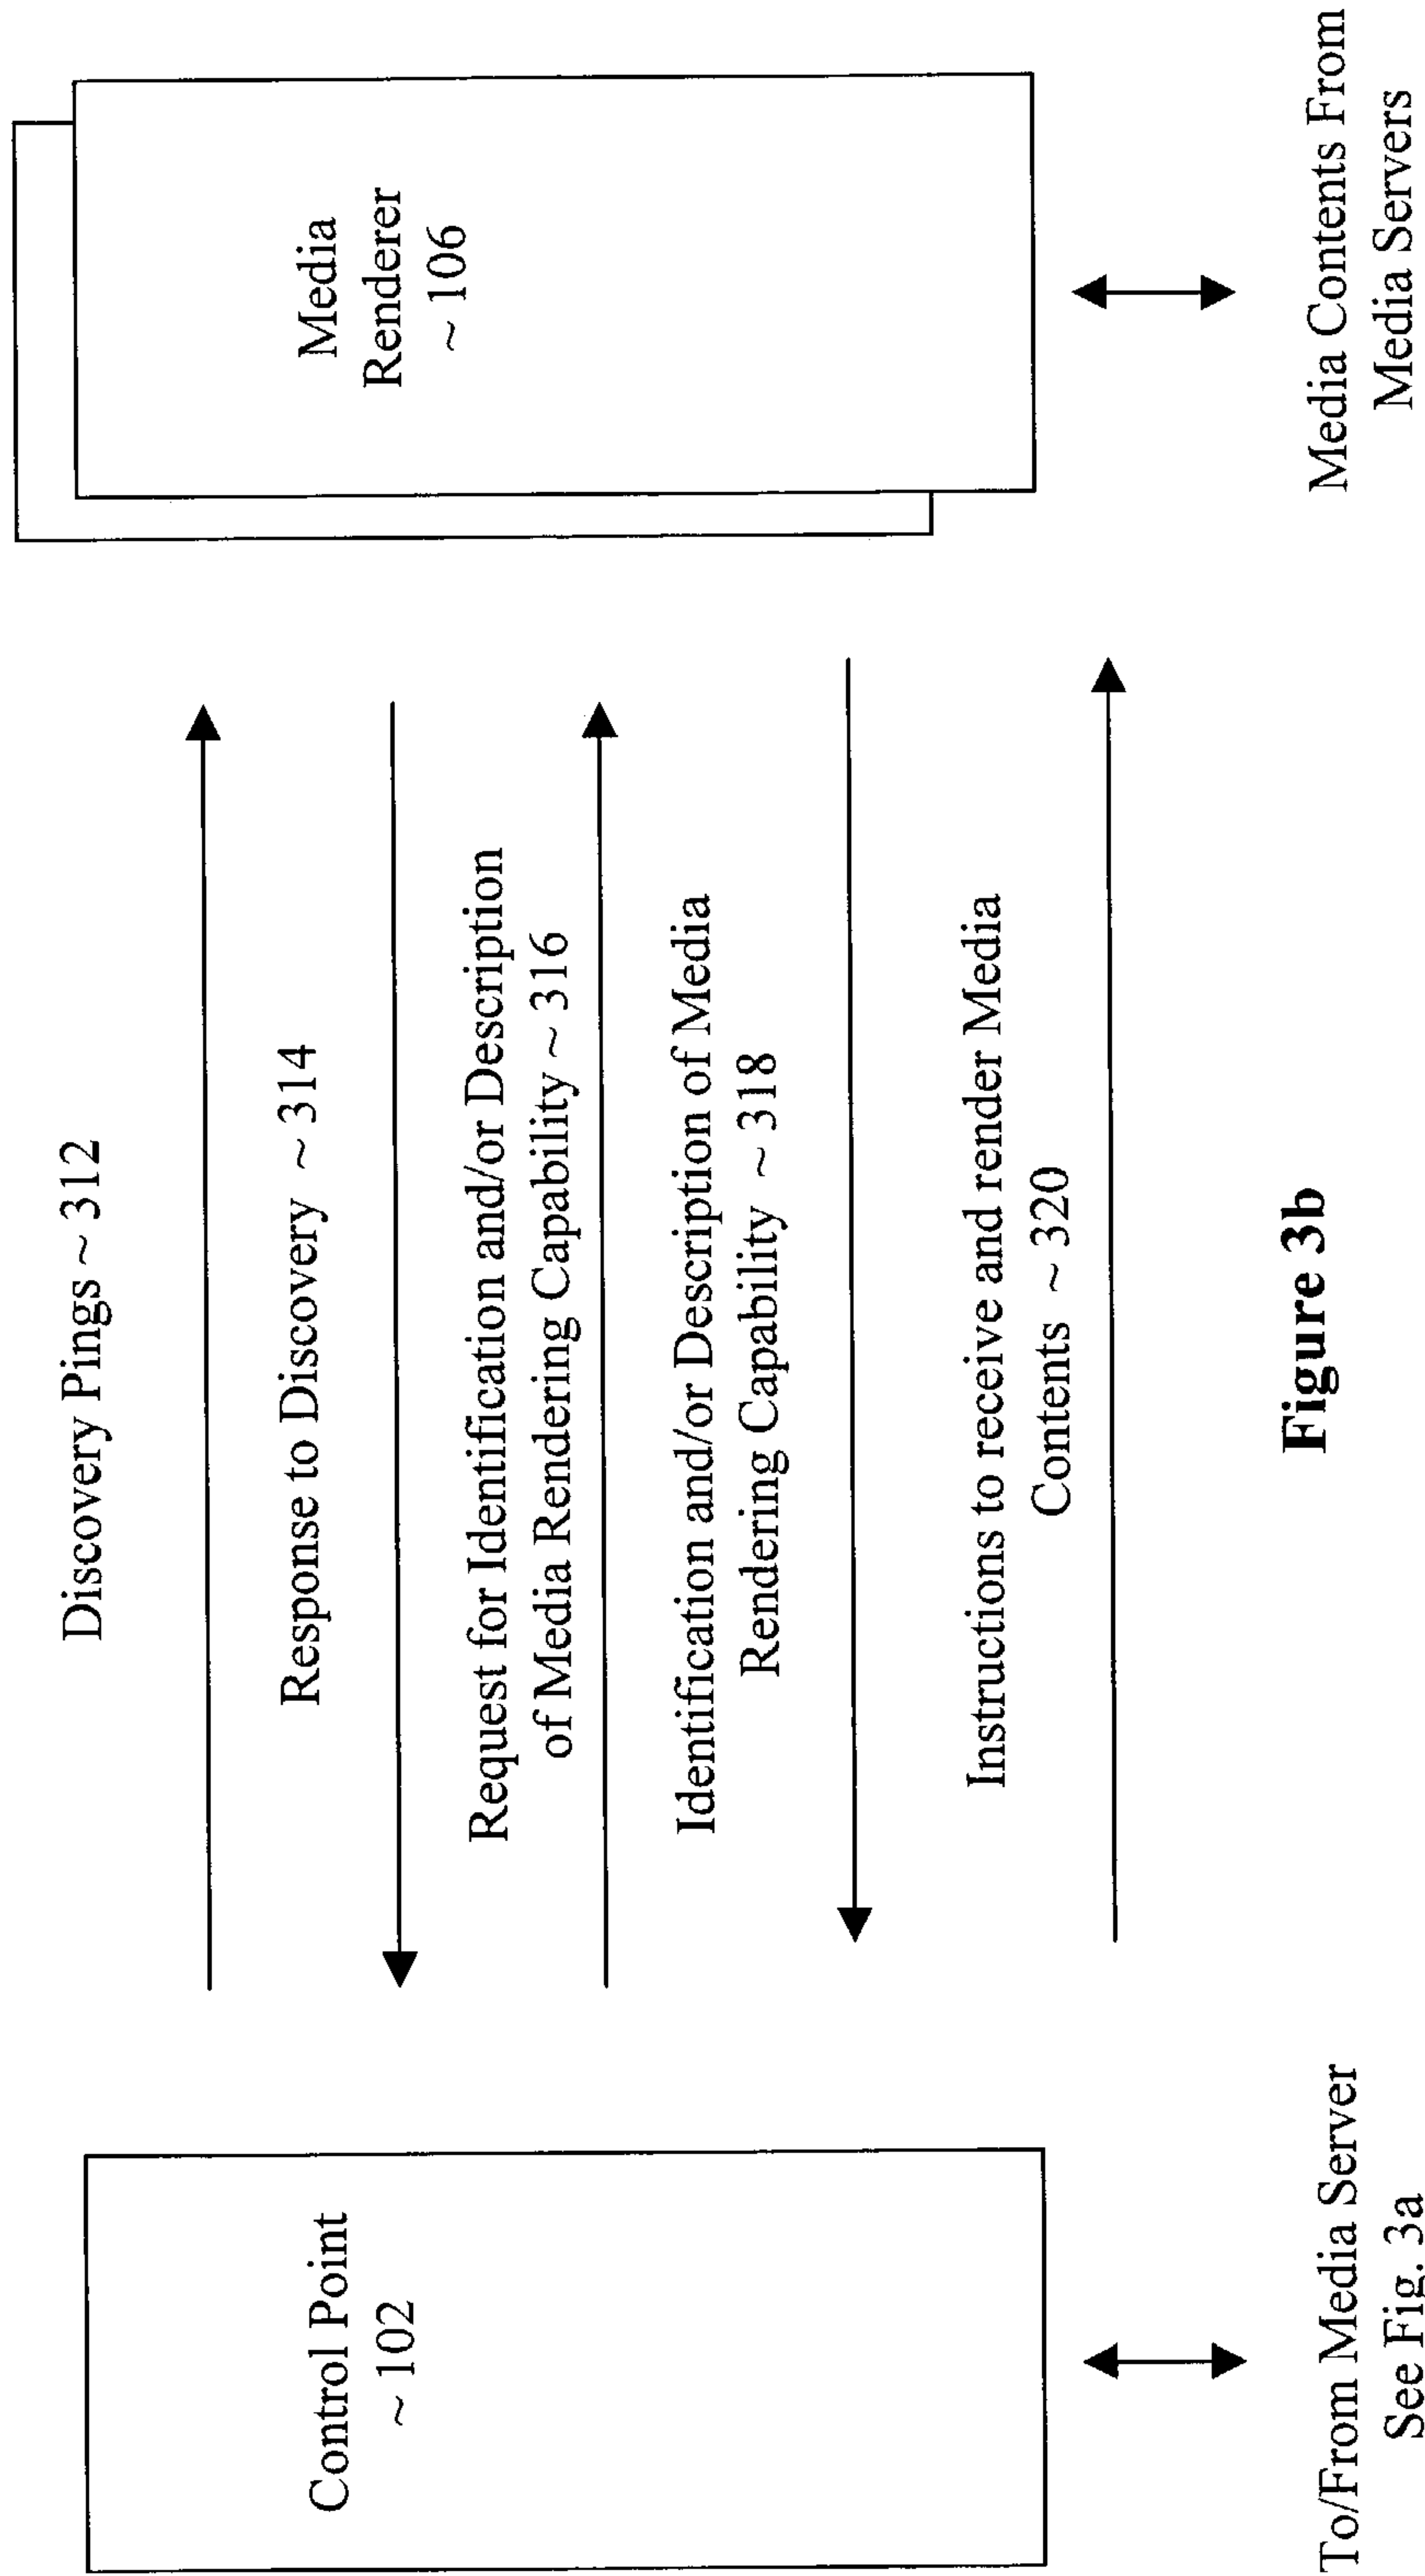 Discovery Pings ~ 312
Response to Discovery ~ 314
Request for Identification and/or Description
of Media Rendering Capability ~ 316
Identification and/or Description of Media
Rendering Capability ~ 318
Instructions to receive and render Media
Contents ~ 320
Control Point
~ 102
Media
Renderer
~ 106
To/From Media Server
See Fig. 3a
Media Contents From
Media Servers
Figure 3b